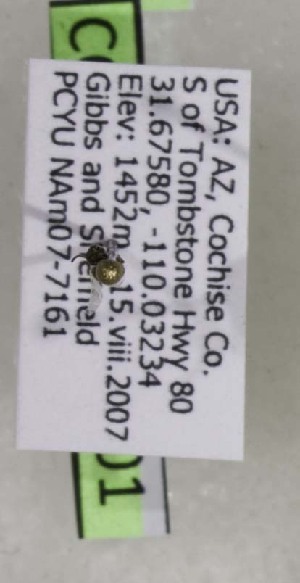 USA: AZ, Cochise Co.
S of Tombstone Hwy 80
31.67580, -110.03234
Elev: 1452m 15.viii.2007
Gibbs and Sheffield
PCYU NAm07-7161